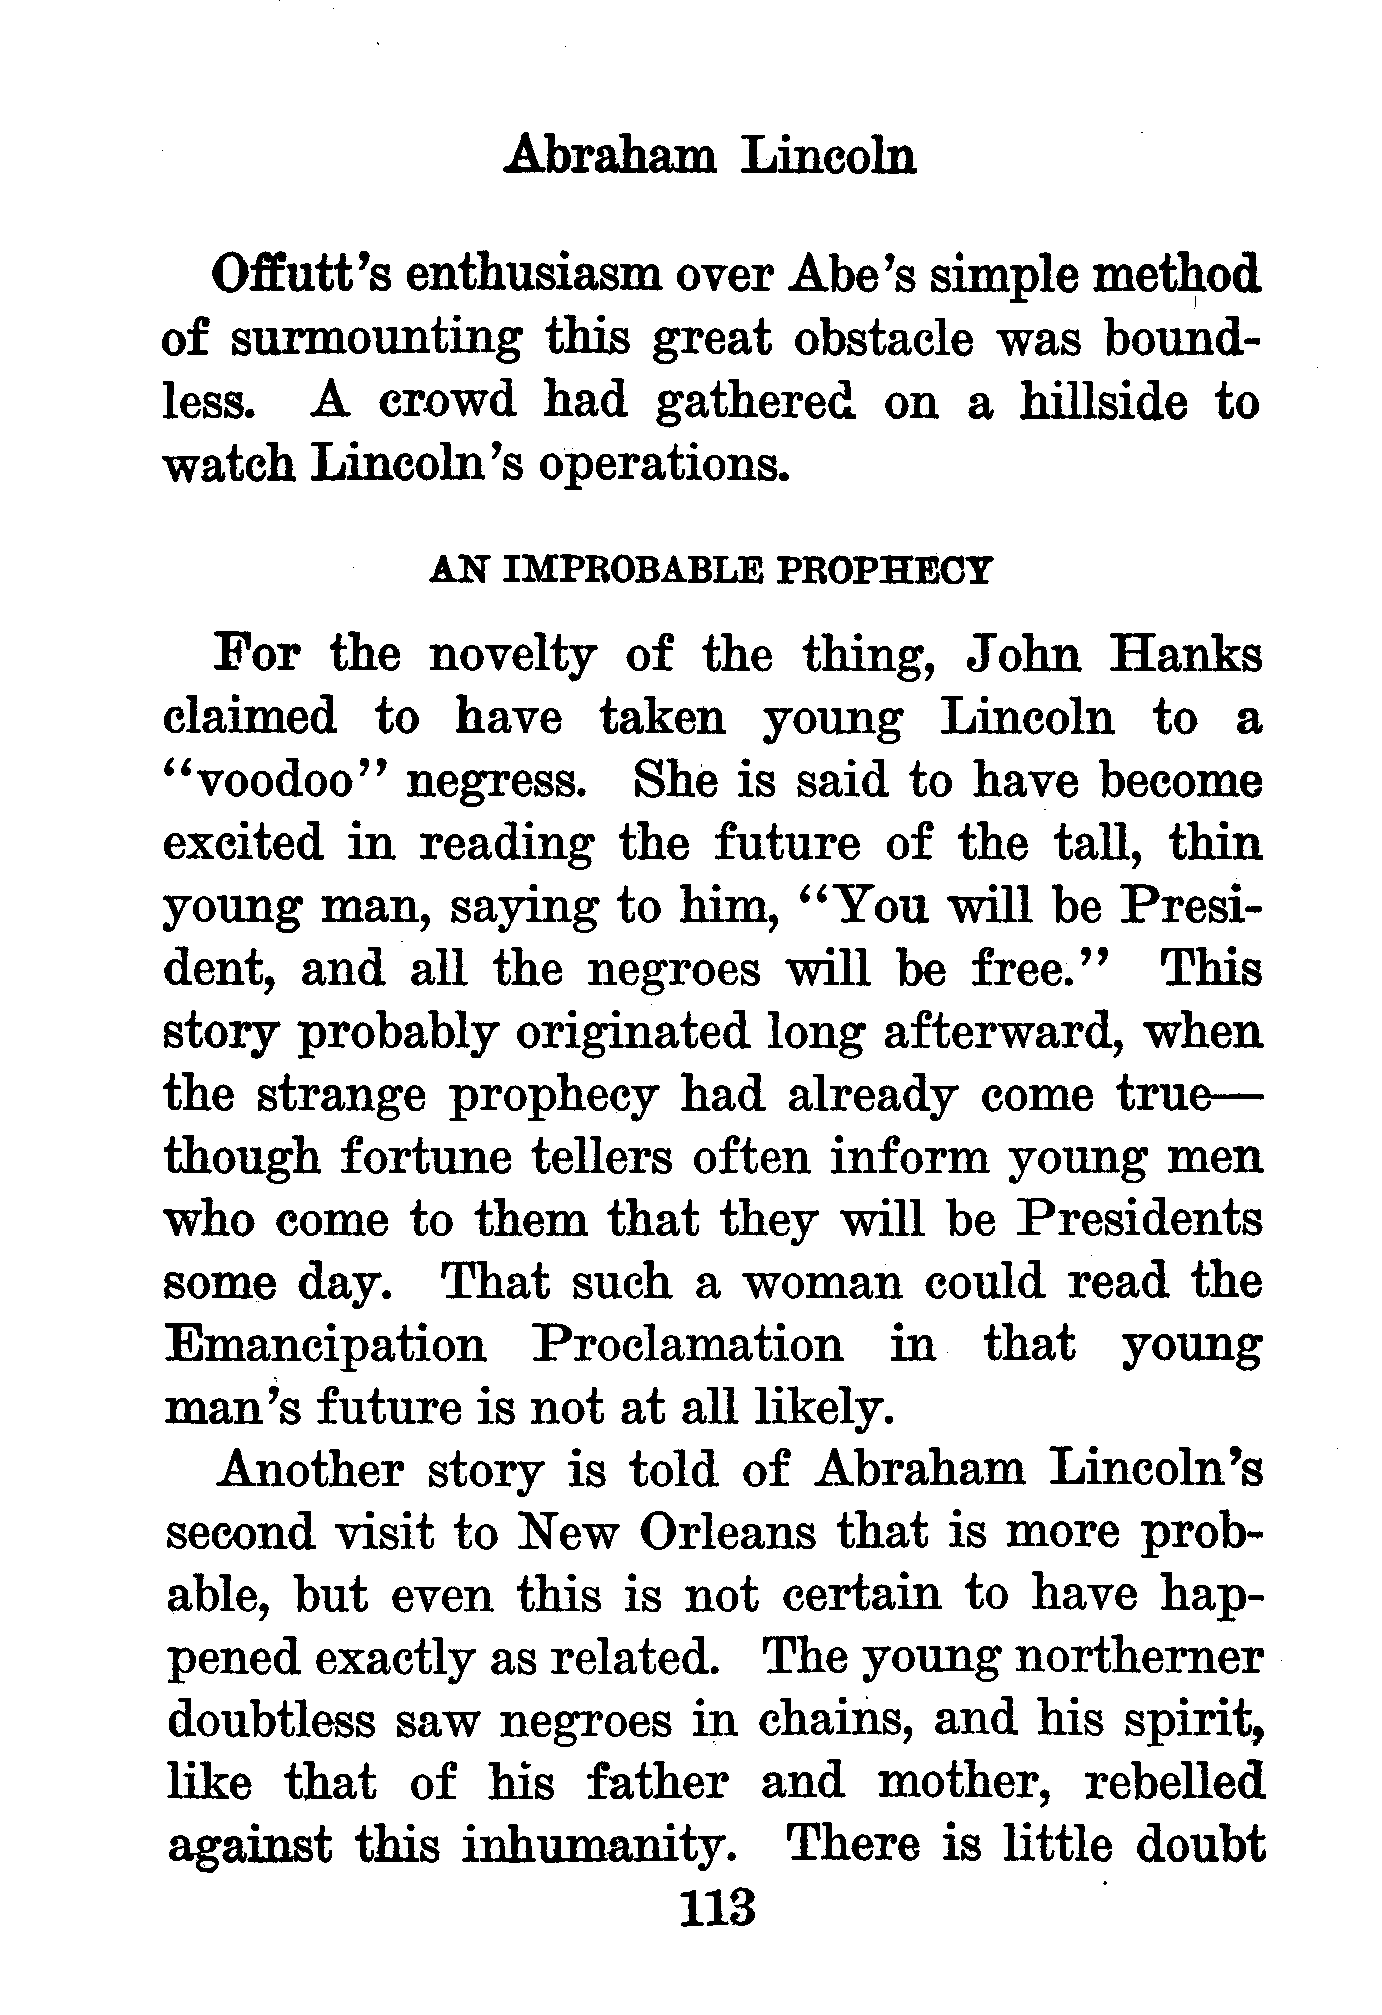 Abraham Lincoln
Offutt's enthusiasm over Abe's simple method
of surmounting this great obstacle was bound-
less. A crowd had gathered on a hillside to
watch Lincoln's operations.
AN IMPROBABLE PROPHECY
For the novelty of the thing, John Hanks
claimed to have taken young Lincoln to a
"voodoo" negress. She is said to have become
excited in reading the future of the tall, thin
young man, saying to him, "You will be Presi-
dent, and all the negroes will be free." This
story probably originated long afterward, when
the strange prophecy had already come true—
though fortune tellers often inform young men
who come to them that they will be Presidents
some day. That such a woman could read the
Emancipation Proclamation in that young
man's future is not at all likely.
Another story is told of Abraham Lincoln's
second visit to New Orleans that is more prob-
able, but even this is not certain to have hap-
pened exactly as related. The young northerner
doubtless saw negroes in chains, and his spirit,
like that of his father and mother, rebelled
against this inhumanity. There is little doubt
113